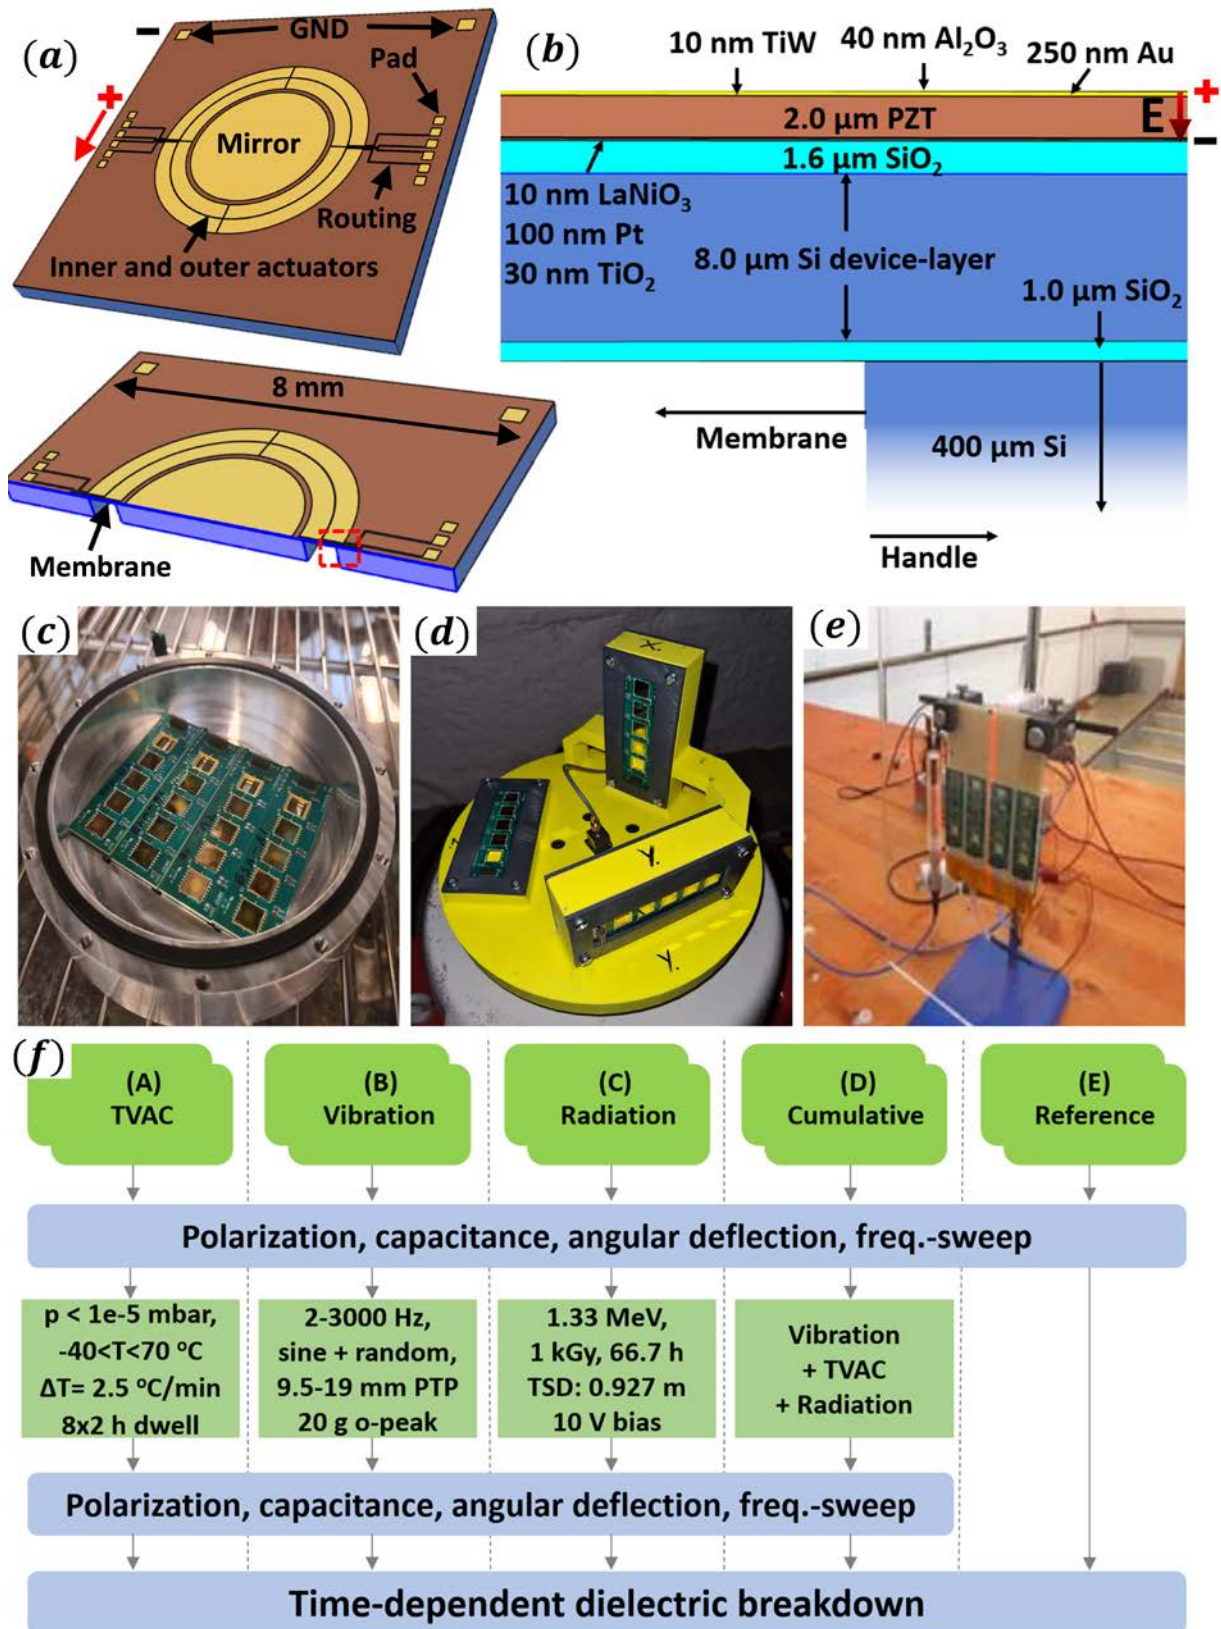 (a)
−
GND
Pad
+
Mirror
Routing
Inner and outer actuators
8 mm
Membrane
(b)
10 nm TiW
40 nm Al₂O₃
250 nm Au
+
2.0 µm PZT
E
−
1.6 µm SiO₂
10 nm LaNiO₃
100 nm Pt
30 nm TiO₂
8.0 µm Si device-layer
1.0 µm SiO₂
Membrane
400 µm Si
Handle
(c)
(d)
X.
Y.
Y.
(e)
(f)
(A)
TVAC
(B)
Vibration
(C)
Radiation
(D)
Cumulative
(E)
Reference
Polarization, capacitance, angular deflection, freq.-sweep
p < 1e-5 mbar,
-40<T<70 °C
ΔT= 2.5 °C/min
8x2 h dwell
2-3000 Hz,
sine + random,
9.5-19 mm PTP
20 g o-peak
1.33 MeV,
1 kGy, 66.7 h
TSD: 0.927 m
10 V bias
Vibration
+ TVAC
+ Radiation
Polarization, capacitance, angular deflection, freq.-sweep
Time-dependent dielectric breakdown